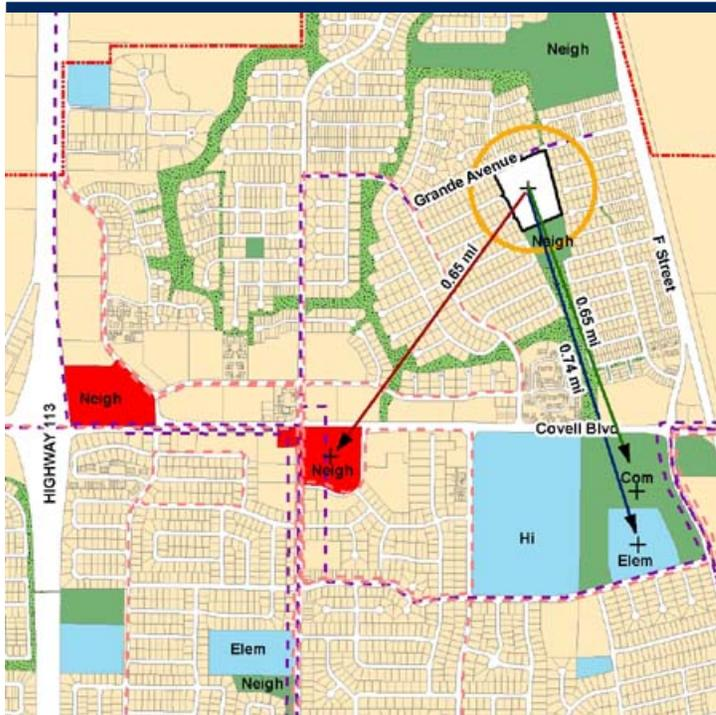 Neigh
Grande Avenue
Neigh
F Street
0.65 mi
0.65 mi
0.74 mi
Neigh
HIGHWAY 113
Covell Blvd
Neigh
Com
Hi
Elem
Elem
Neigh